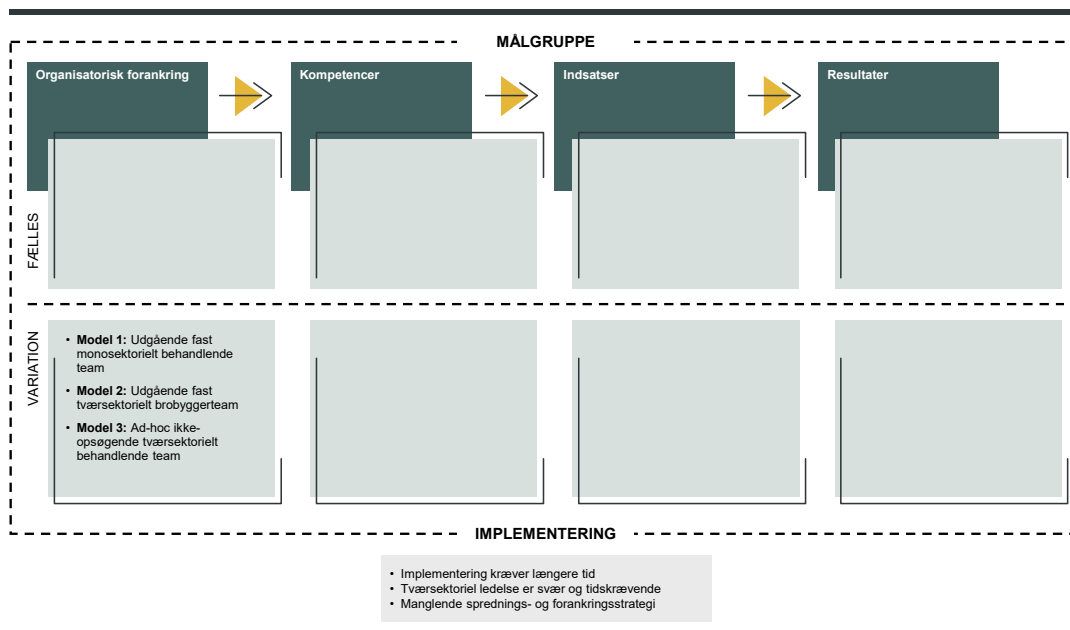 MÅLGRUPPE
Organisatorisk forankring
Kompetencer
Indsatser
Resultater
FÆLLES
VARIATION
• Model 1: Udgående fast
monosektorielt behandlende
team
• Model 2: Udgående fast
tværsektorielt brobyggerteam
• Model 3: Ad-hoc ikke-
opsøgende tværsektorielt
behandlende team
IMPLEMENTERING
• Implementering kræver længere tid
• Tværsektoriel ledelse er svær og tidskrævende
• Manglende sprednings- og forankringsstrategi